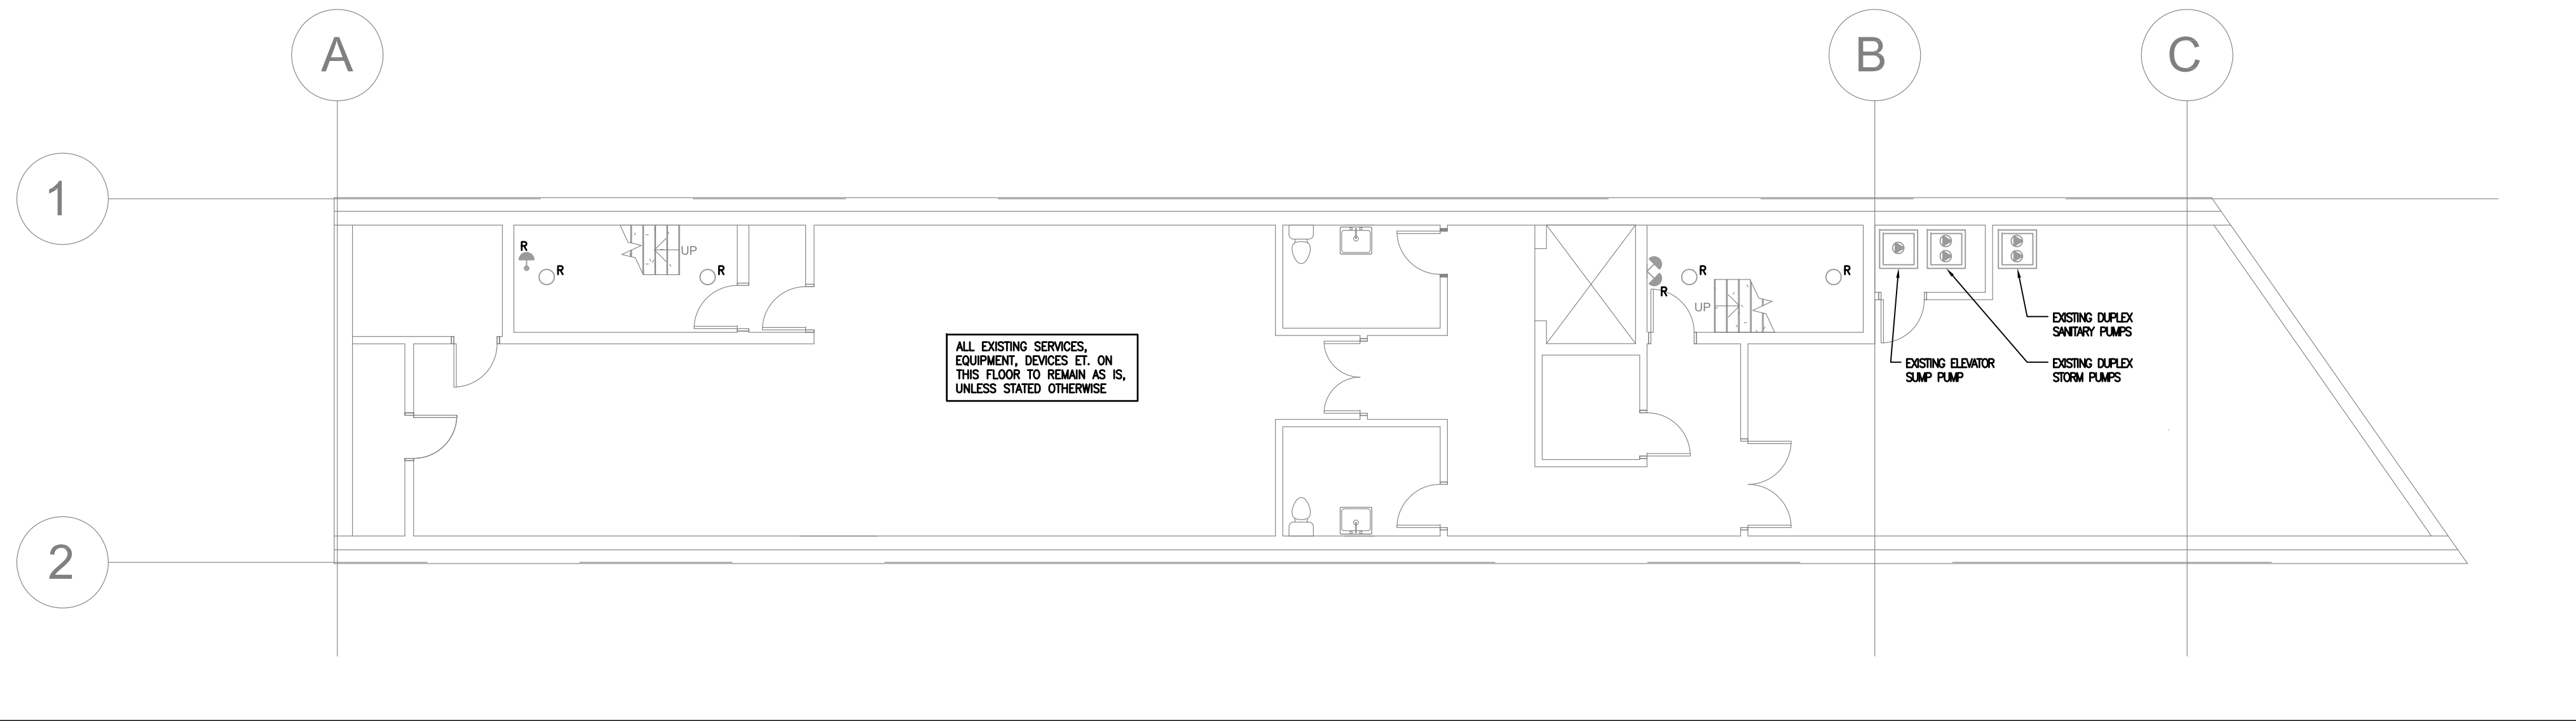 A
B
C
1
R
R
UP
R
R
R
R
UP
EXISTING DUPLEX
SANITARY PUMPS
ALL EXISTING SERVICES,
EQUIPMENT, DEVICES ET. ON
THIS FLOOR TO REMAIN AS IS,
UNLESS STATED OTHERWISE
EXISTING ELEVATOR
SUMP PUMP
EXISTING DUPLEX
STORM PUMPS
2